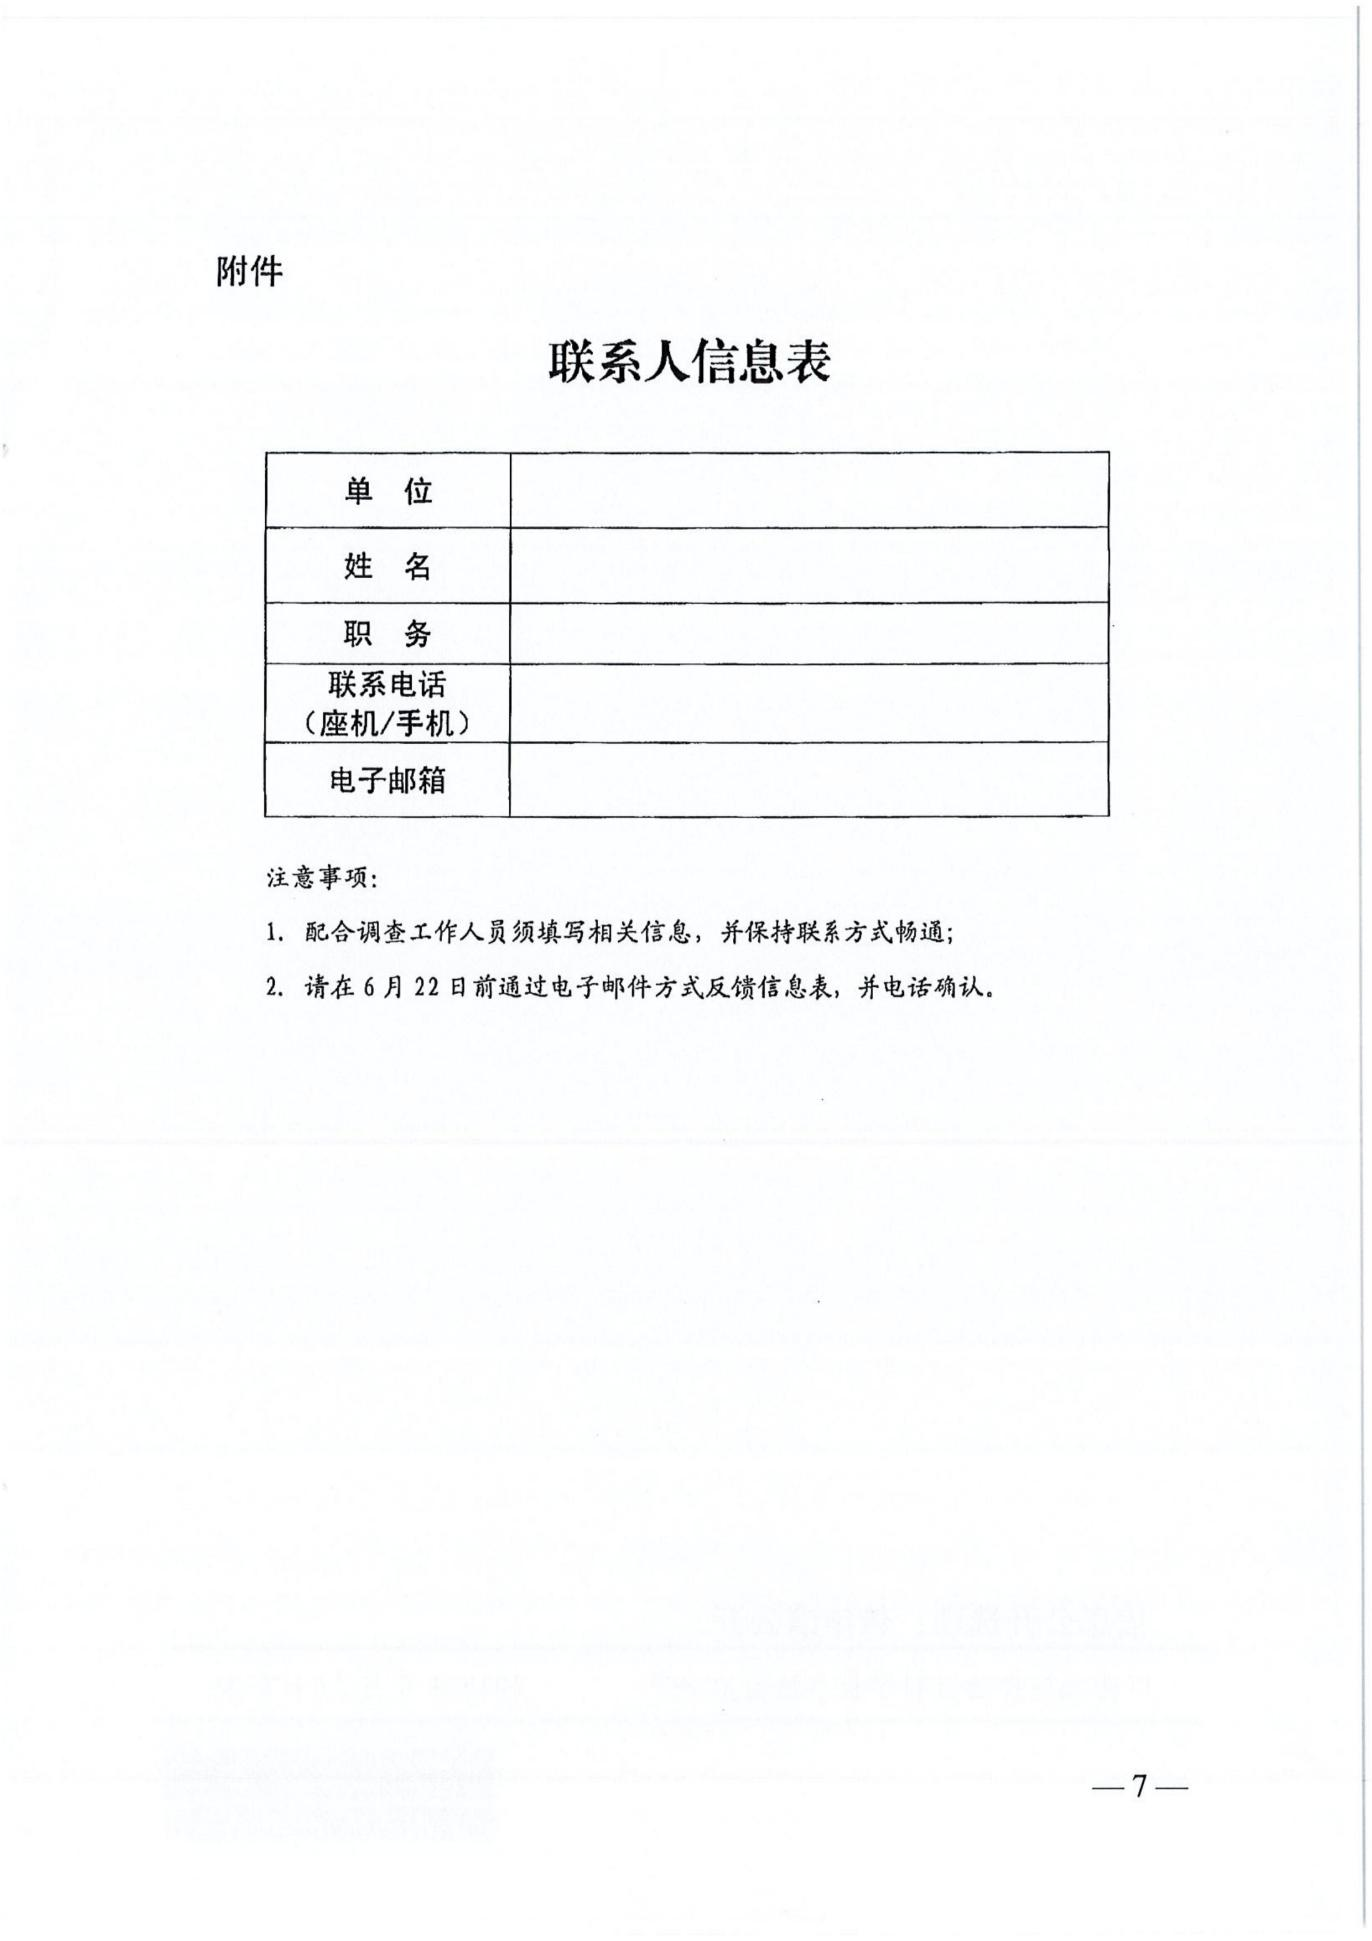 附件
联系人信息表
单 位
姓 名
职 务
联系电话
（座机/手机）
电子邮箱
注意事项：
1. 配合调查工作人员须填写相关信息，并保持联系方式畅通；
2. 请在 6 月 22 日前通过电子邮件方式反馈信息表，并电话确认。
— 7 —